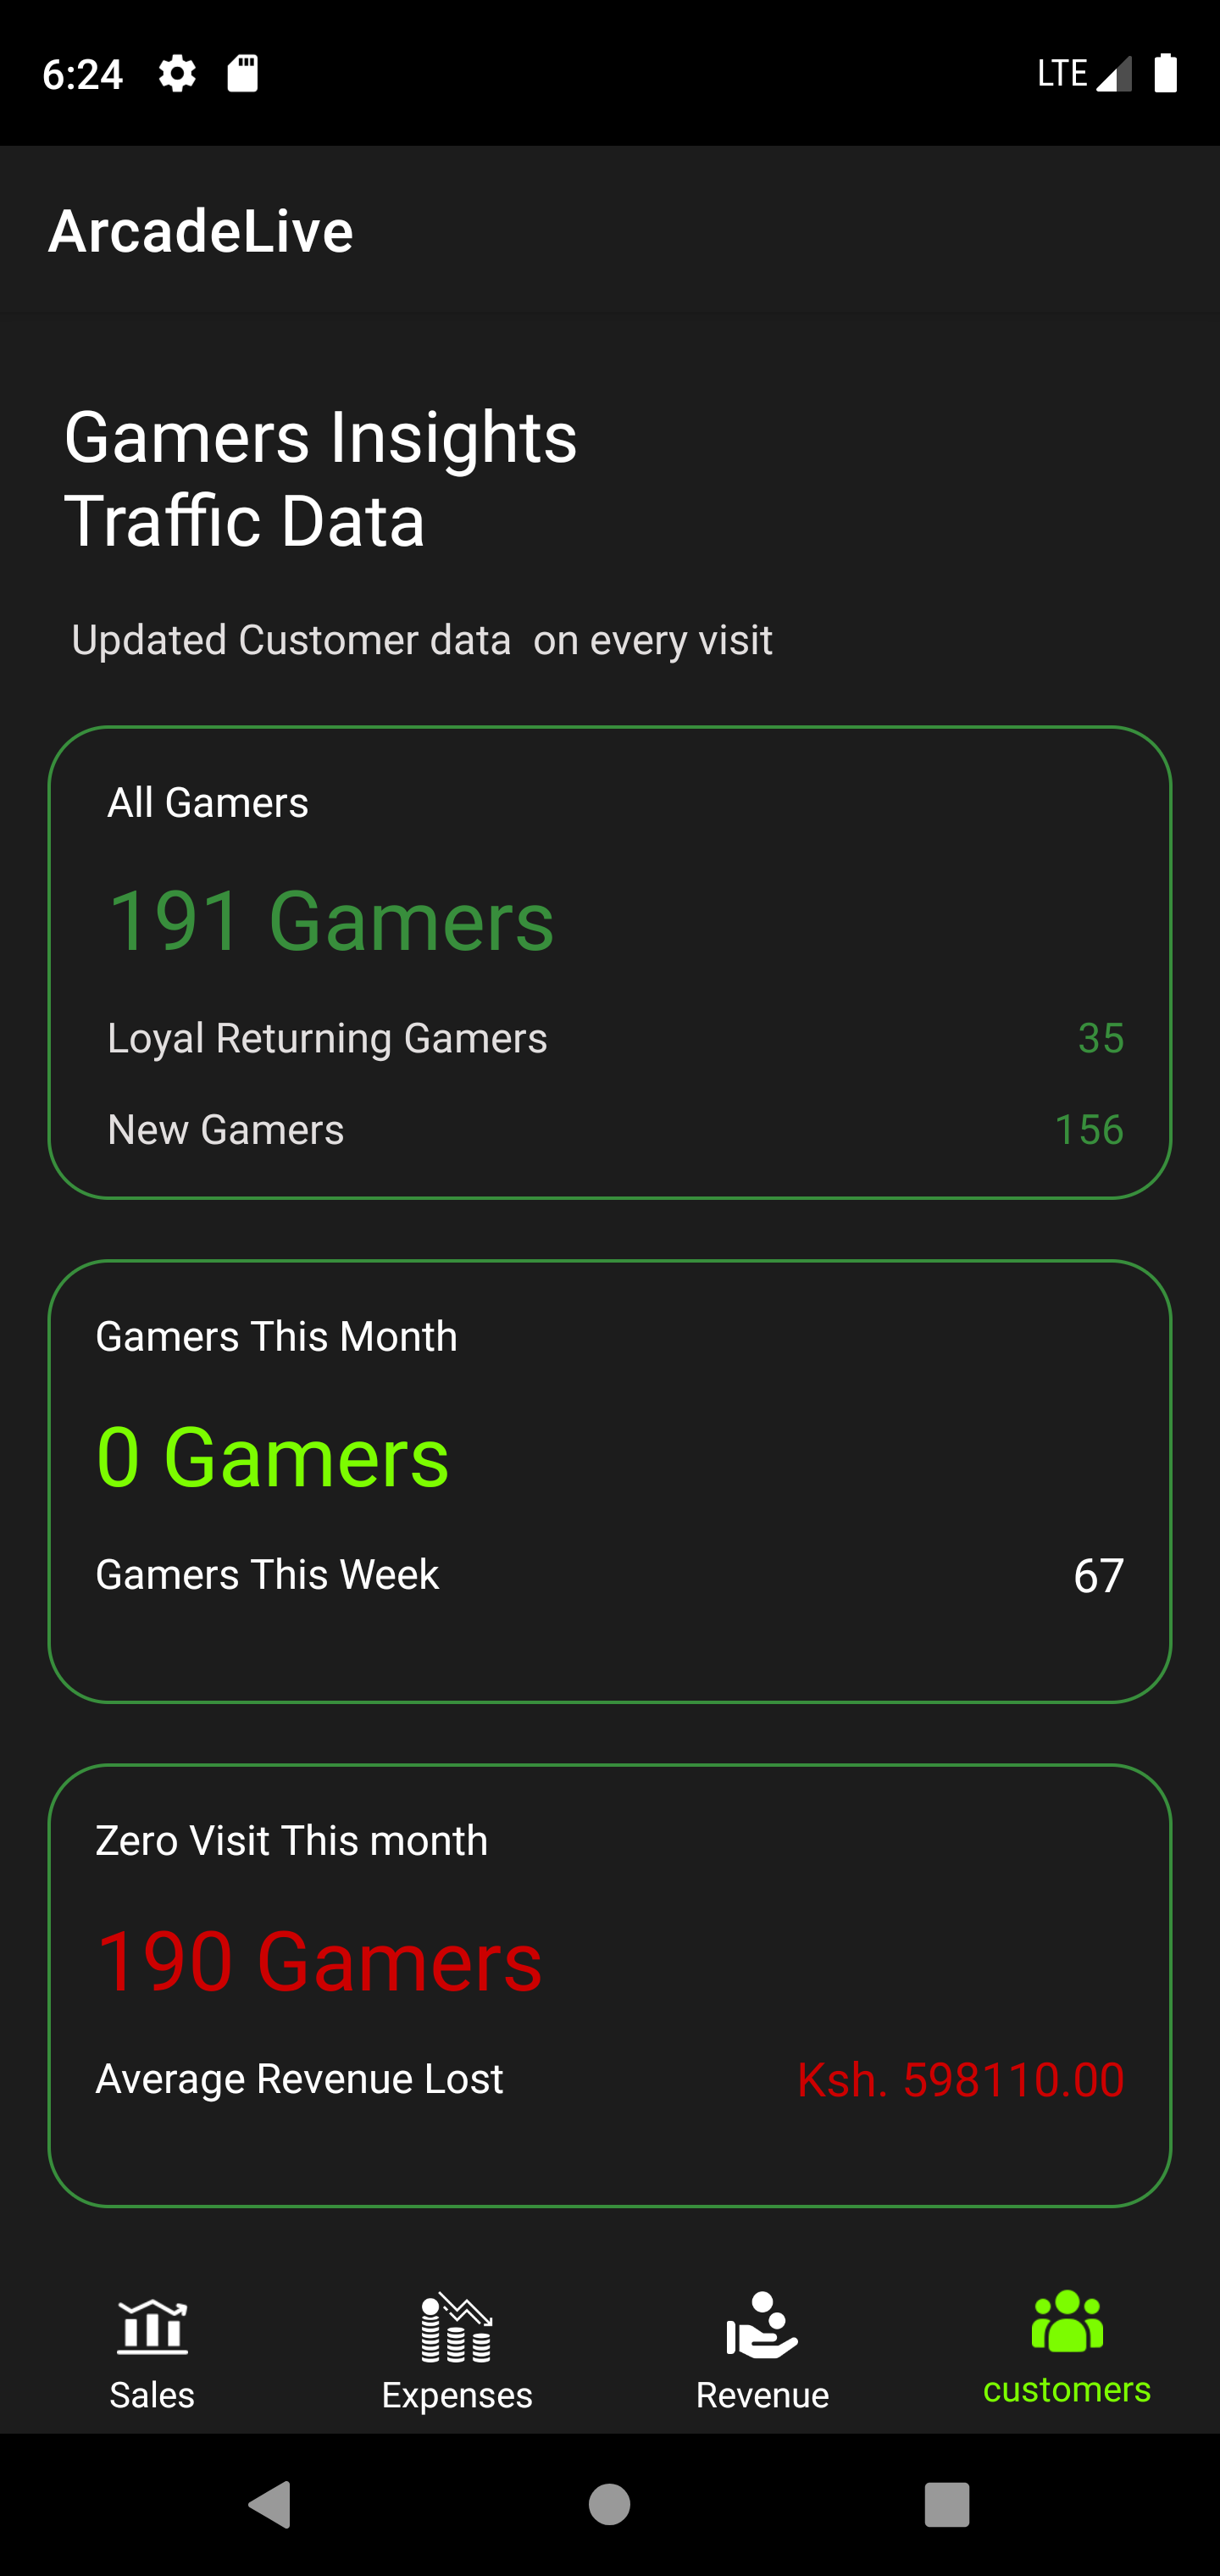 6:24 LTE
ArcadeLive
Gamers Insights
Traffic Data
Updated Customer data  on every visit
All Gamers
191 Gamers
Loyal Returning Gamers 35
New Gamers 156
Gamers This Month
0 Gamers
Gamers This Week 67
Zero Visit This month
190 Gamers
Average Revenue Lost Ksh. 598110.00
Sales Expenses Revenue customers